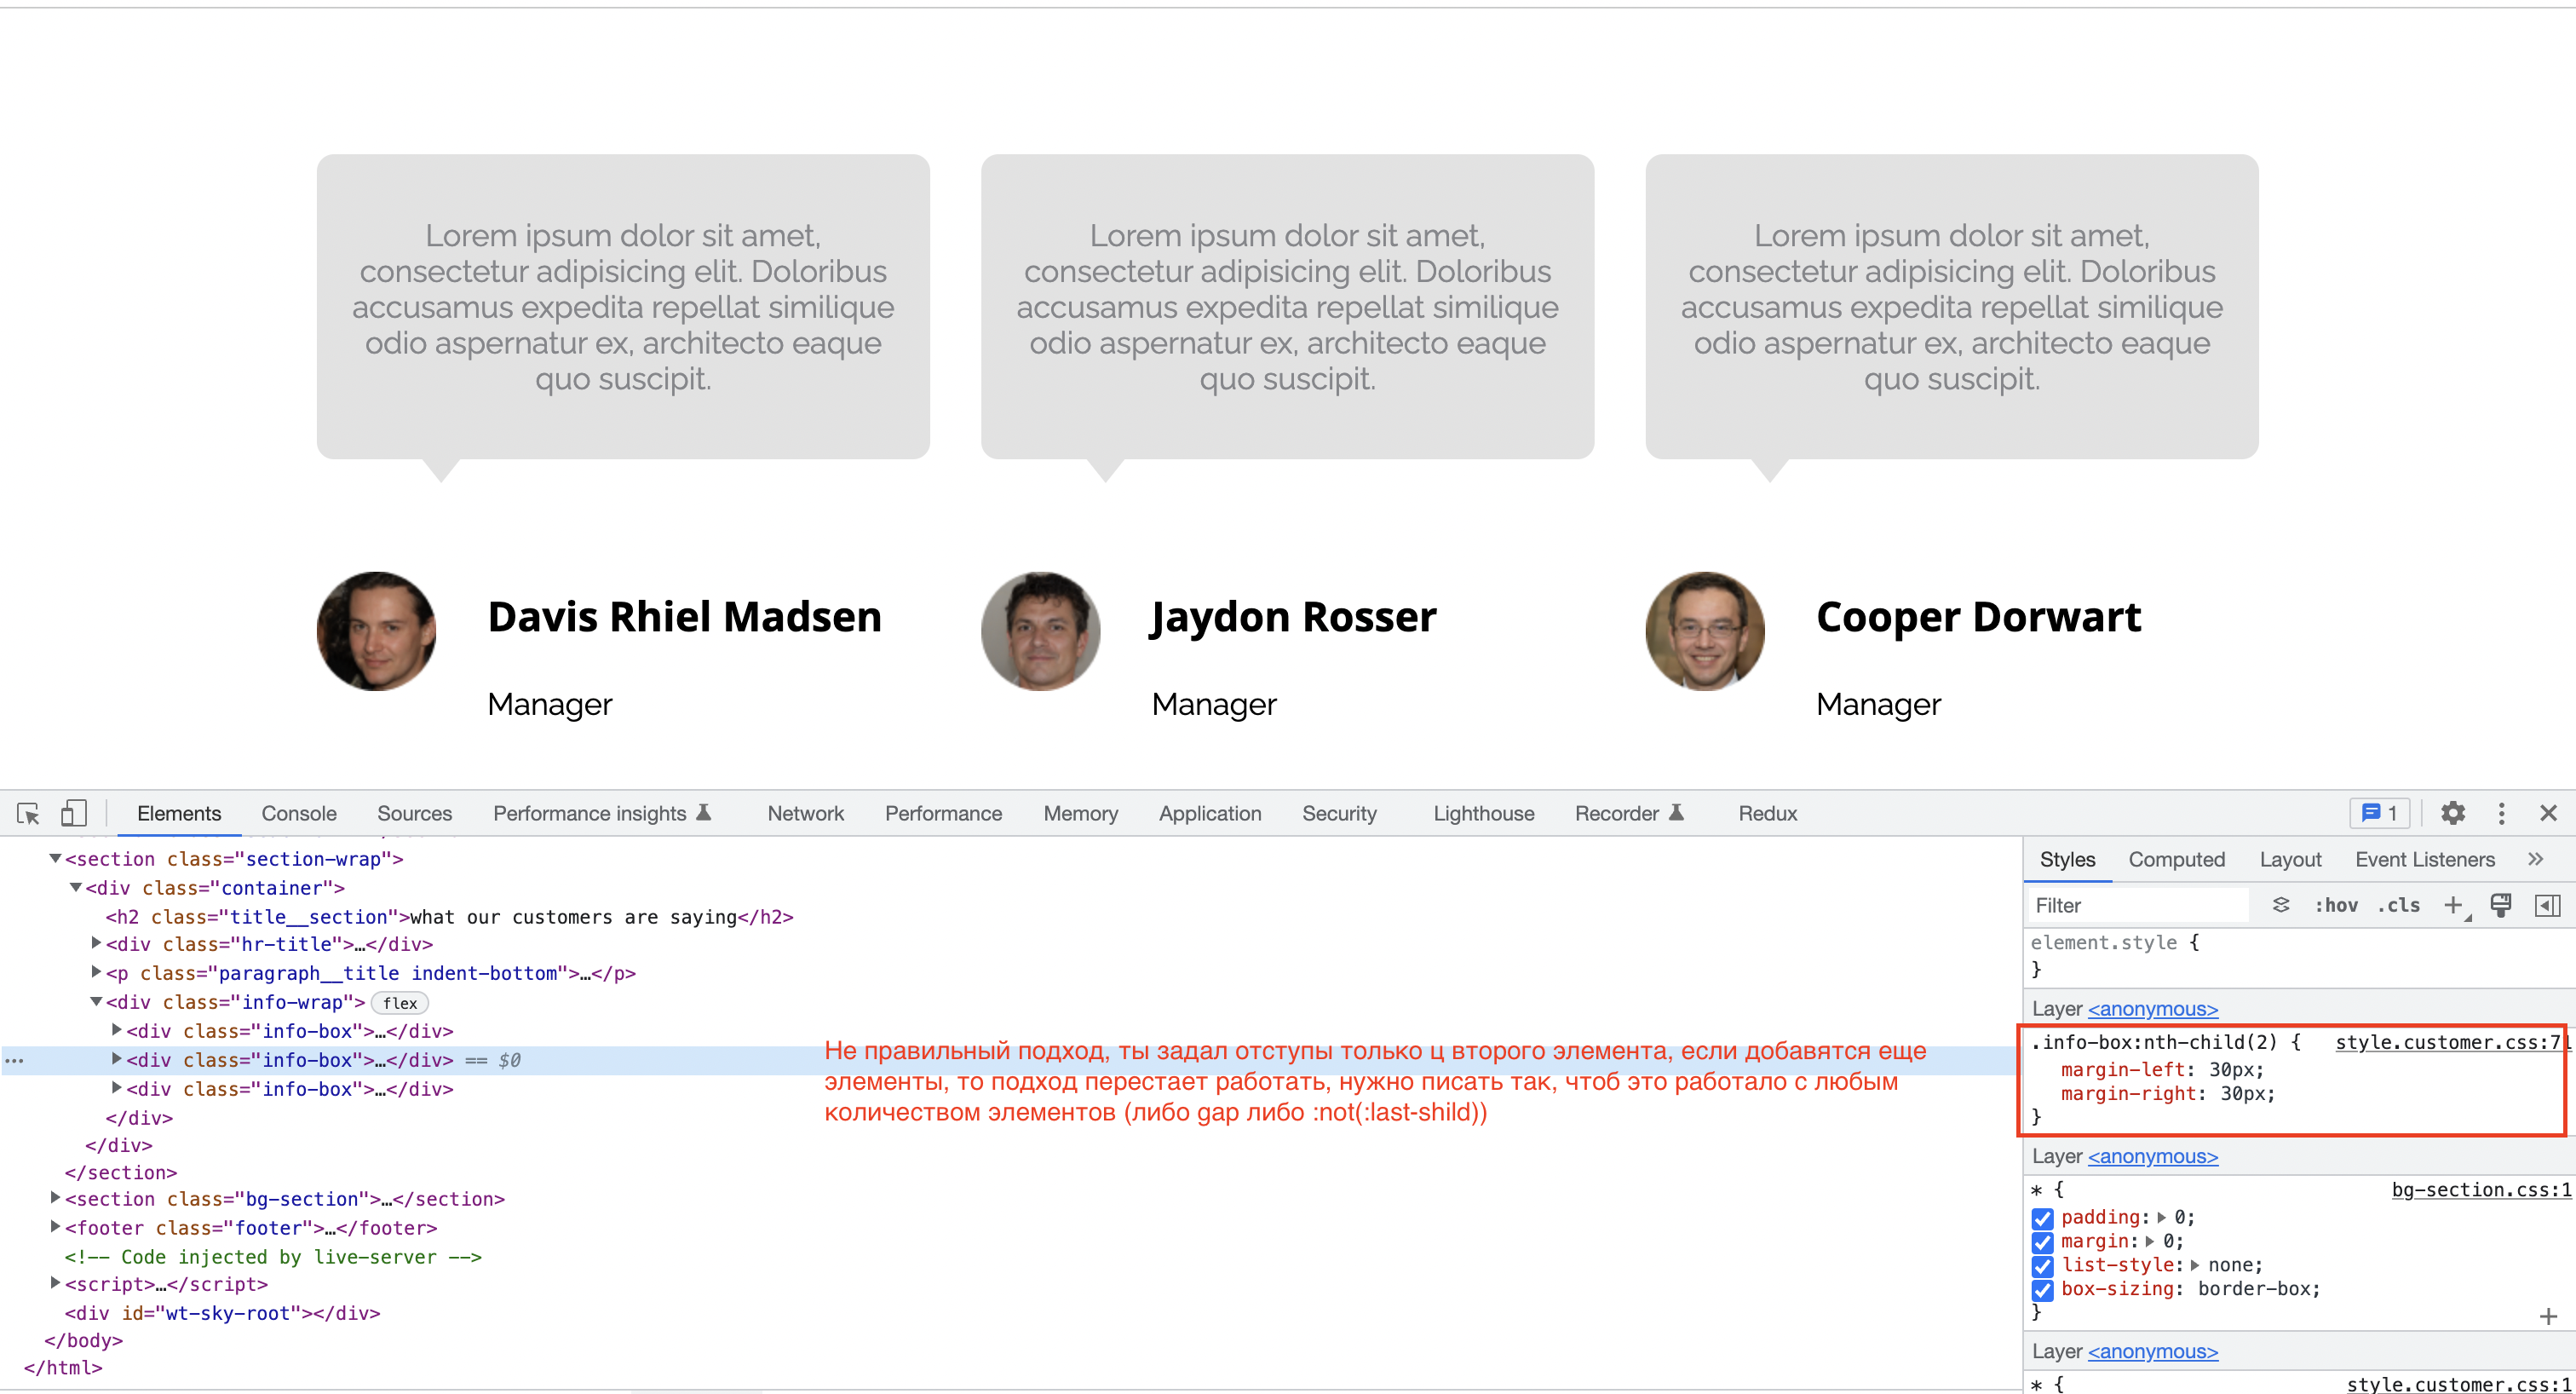 Lorem ipsum dolor sit amet,
consectetur adipisicing elit. Doloribus
accusamus expedita repellat similique
odio aspernatur ex, architecto eaque
quo suscipit.
Lorem ipsum dolor sit amet,
consectetur adipisicing elit. Doloribus
accusamus expedita repellat similique
odio aspernatur ex, architecto eaque
quo suscipit.
Lorem ipsum dolor sit amet,
consectetur adipisicing elit. Doloribus
accusamus expedita repellat similique
odio aspernatur ex, architecto eaque
quo suscipit.
Davis Rhiel Madsen
Manager
Jaydon Rosser
Manager
Cooper Dorwart
Manager
Elements Console Sources Performance insights Network Performance Memory Application Security Lighthouse Recorder Redux 1
<section class="section-wrap">
<div class="container">
<h2 class="title__section">what our customers are saying</h2>
<div class="hr-title">…</div>
<p class="paragraph__title indent-bottom">…</p>
<div class="info-wrap"> flex
<div class="info-box">…</div>
<div class="info-box">…</div> == $0
<div class="info-box">…</div>
</div>
</div>
</section>
<section class="bg-section">…</section>
<footer class="footer">…</footer>
<!-- Code injected by live-server -->
<script>…</script>
<div id="wt-sky-root"></div>
</body>
</html>
Не правильный подход, ты задал отступы только ц второго элемента, если добавятся еще
элементы, то подход перестает работать, нужно писать так, чтоб это работало с любым
количеством элементов (либо gap либо :not(:last-shild))
Styles Computed Layout Event Listeners »
Filter :hov .cls +
element.style {
}
Layer <anonymous>
.info-box:nth-child(2) { style.customer.css:71
margin-left: 30px;
margin-right: 30px;
}
Layer <anonymous>
* { bg-section.css:1
padding: 0;
margin: 0;
list-style: none;
box-sizing: border-box;
}
Layer <anonymous>
* { style.customer.css:1